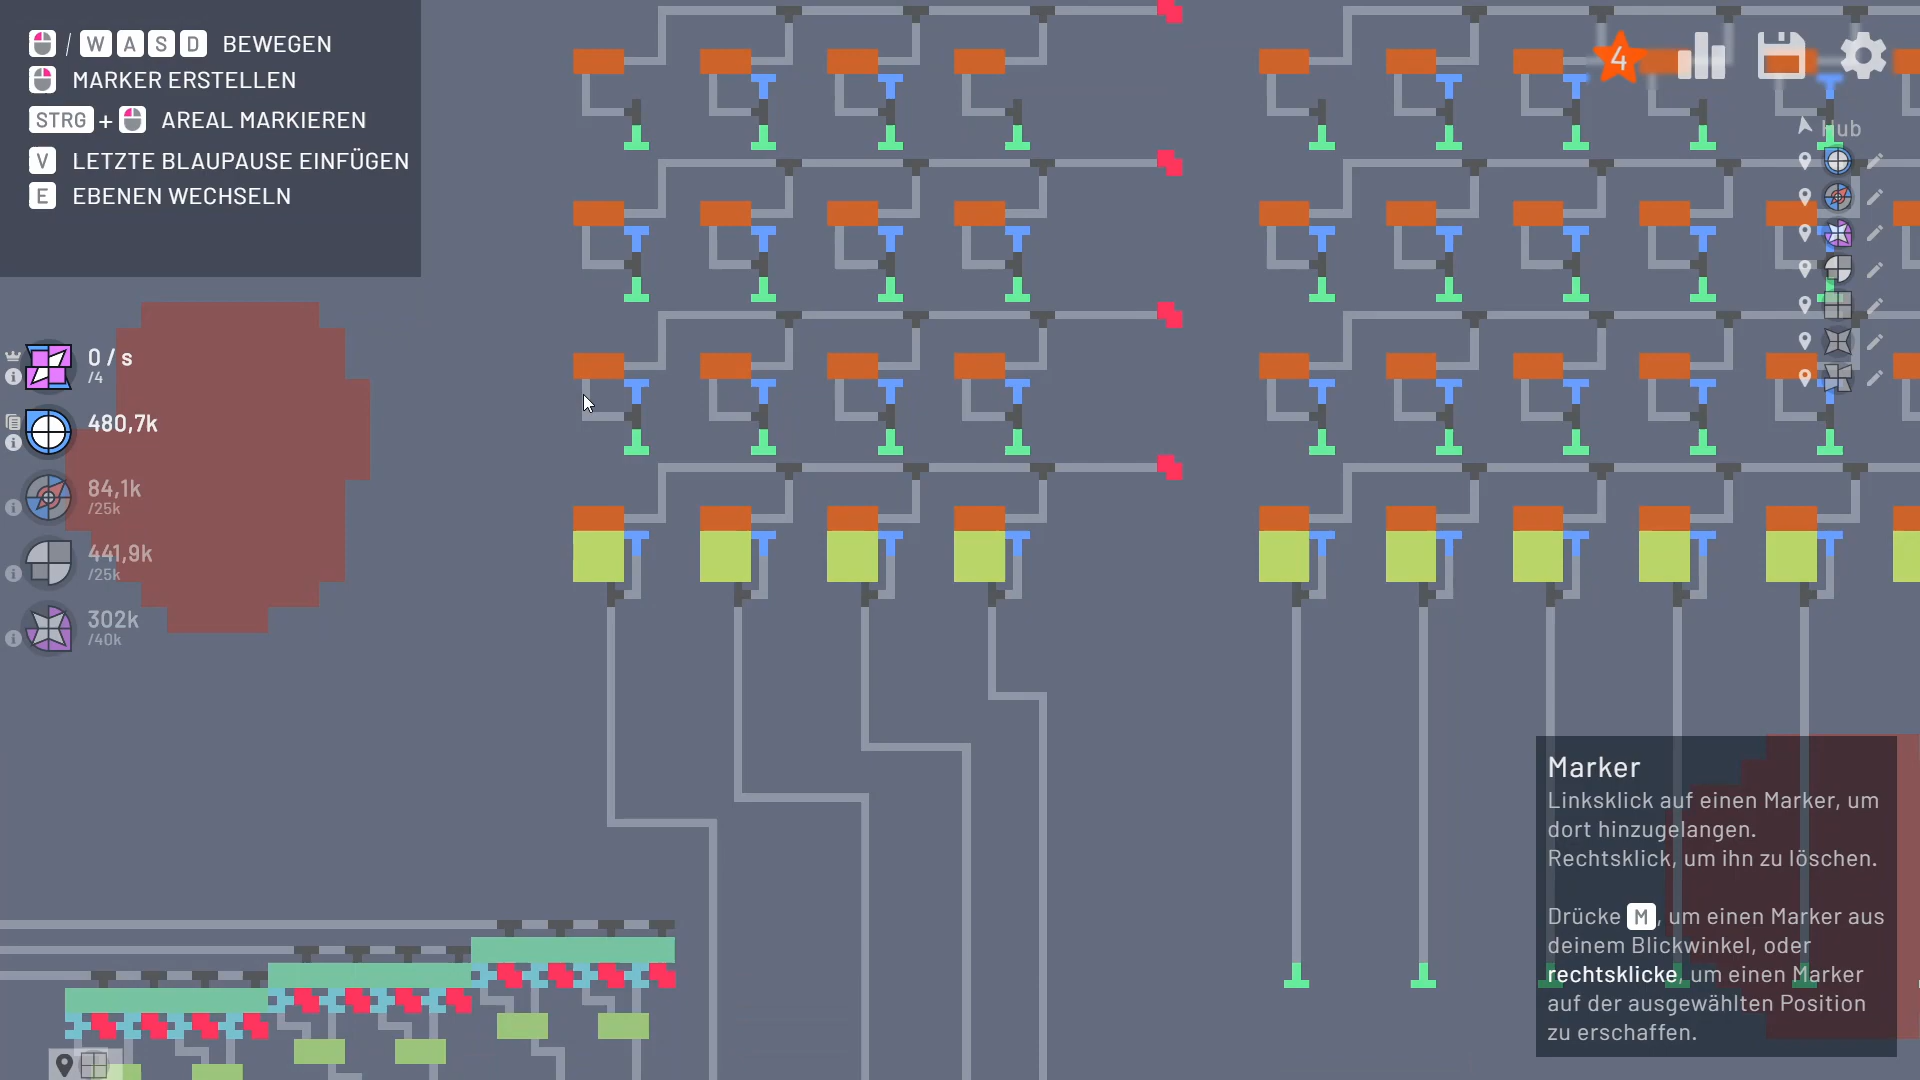 / W A S D BEWEGEN
MARKER ERSTELLEN
STRG + AREAL MARKIEREN
V LETZTE BLAUPAUSE EINFÜGEN
E EBENEN WECHSELN
4
Hub
0 / s
/4
480,7k
84,1k
/25k
441,9k
/25k
302k
/40k
Marker
Linksklick auf einen Marker, um
dort hinzugelangen.
Rechtsklick, um ihn zu löschen.
Drücke M, um einen Marker aus
deinem Blickwinkel, oder
rechtsklicke, um einen Marker
auf der ausgewählten Position
zu erschaffen.